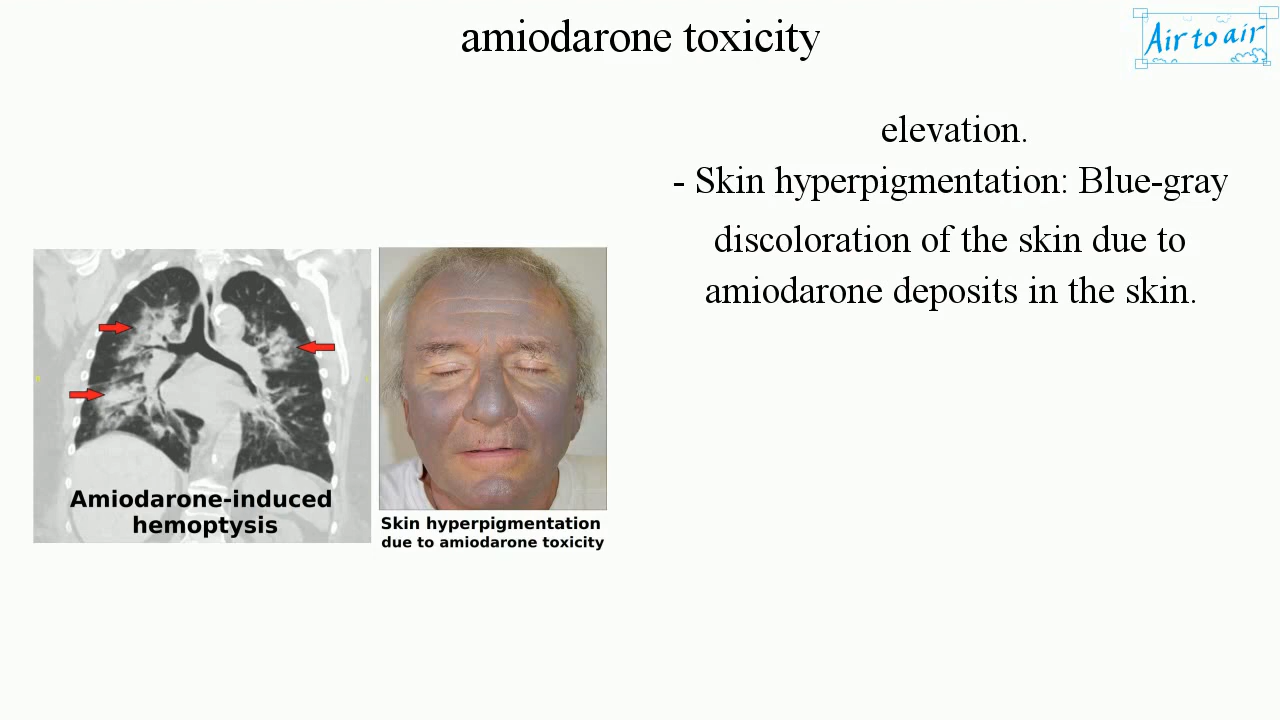 amiodarone toxicity
Air to air
elevation.
- Skin hyperpigmentation: Blue-gray
discoloration of the skin due to
amiodarone deposits in the skin.
Amiodarone-induced
hemoptysis
Skin hyperpigmentation
due to amiodarone toxicity